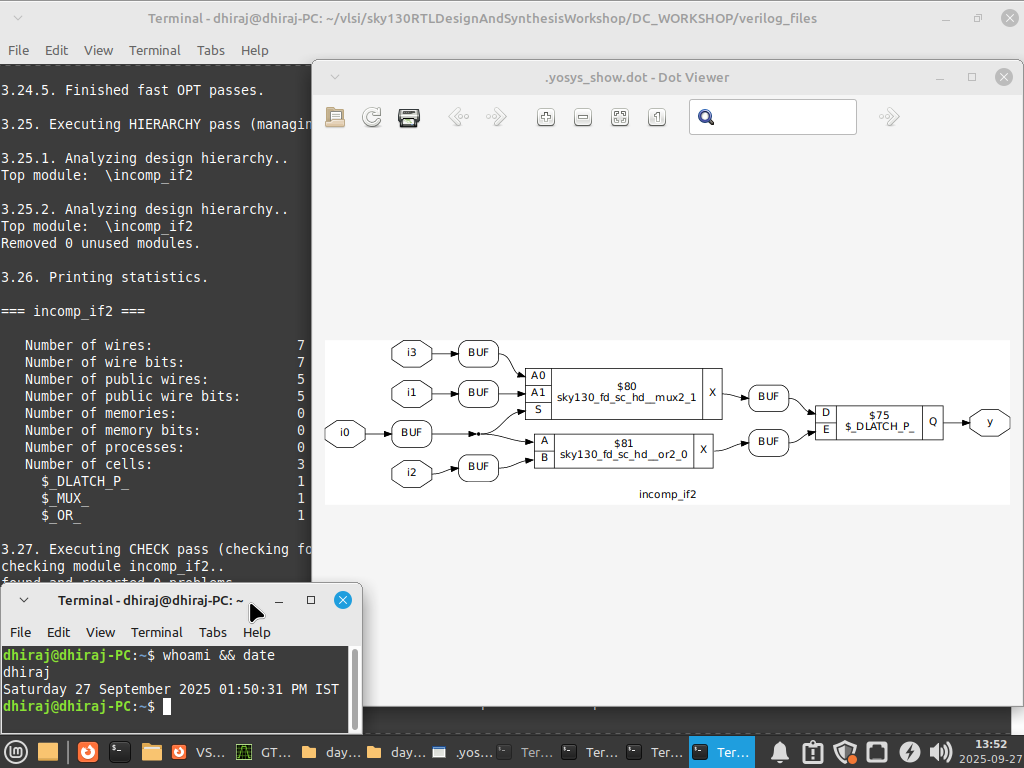 Terminal - dhiraj@dhiraj-PC: ~/vlsi/sky130RTLDesignAndSynthesisWorkshop/DC_WORKSHOP/verilog_files
File Edit View Terminal Tabs Help
3.24.5. Finished fast OPT passes.
3.25. Executing HIERARCHY pass (managin
3.25.1. Analyzing design hierarchy..
Top module:  \incomp_if2
3.25.2. Analyzing design hierarchy..
Top module:  \incomp_if2
Removed 0 unused modules.
3.26. Printing statistics.
=== incomp_if2 ===
Number of wires: 7
Number of wire bits: 7
Number of public wires: 5
Number of public wire bits: 5
Number of memories: 0
Number of memory bits: 0
Number of processes: 0
Number of cells: 3
$_DLATCH_P_ 1
$_MUX_ 1
$_OR_ 1
3.27. Executing CHECK pass (checking fo
checking module incomp_if2..
found and reported 0 problems
.yosys_show.dot - Dot Viewer
i3 BUF
i1 BUF
i0 BUF
i2 BUF
A0
A1
S
$80
sky130_fd_sc_hd__mux2_1
X
A
B
$81
sky130_fd_sc_hd__or2_0
X
BUF
BUF
D
E
$75
$_DLATCH_P_
Q
y
incomp_if2
Terminal - dhiraj@dhiraj-PC: ~
File Edit View Terminal Tabs Help
dhiraj@dhiraj-PC:~$ whoami && date
dhiraj
Saturday 27 September 2025 01:50:31 PM IST
dhiraj@dhiraj-PC:~$
VS... GT... day... day... .yos... Ter... Ter... Ter... Ter...
13:52
2025-09-27